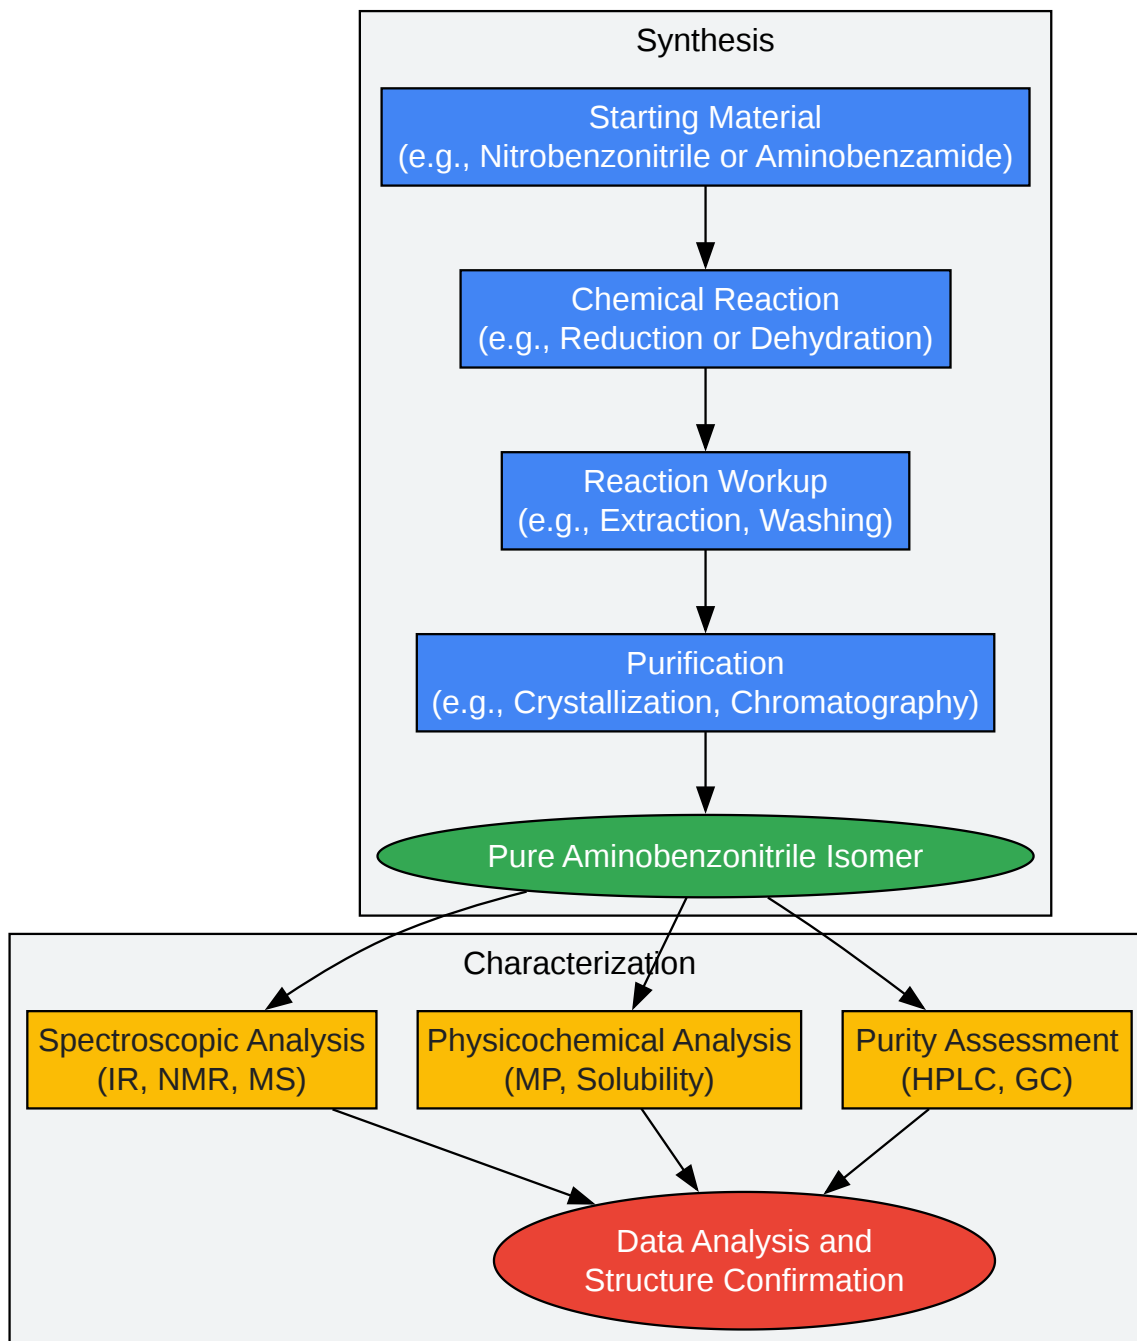 Synthesis
Starting Material
(e.g., Nitrobenzonitrile or Aminobenzamide)
Chemical Reaction
(e.g., Reduction or Dehydration)
Reaction Workup
(e.g., Extraction, Washing)
Purification
(e.g., Crystallization, Chromatography)
Pure Aminobenzonitrile Isomer
Characterization
Spectroscopic Analysis
(IR, NMR, MS)
Physicochemical Analysis
(MP, Solubility)
Purity Assessment
(HPLC, GC)
Data Analysis and
Structure Confirmation